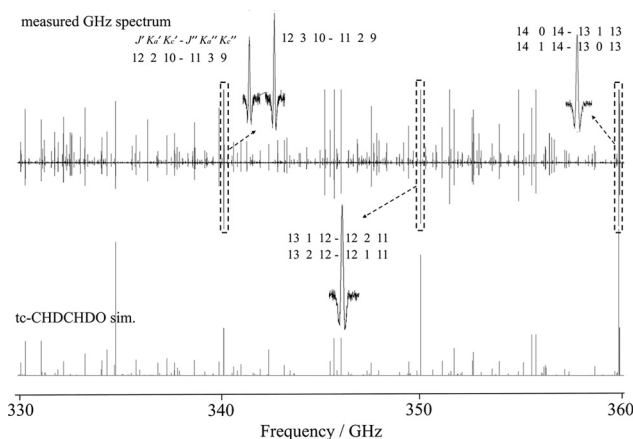 measured GHz spectrum
J′ Ka′ Kc′ - J″ Ka″ Kc″
12 2 10 - 11 3 9
12 3 10 - 11 2 9
14 0 14 - 13 1 13
14 1 14 - 13 0 13
13 1 12 - 12 2 11
13 2 12 - 12 1 11
tc-CHDCHDO sim.
330 340 350 360
Frequency / GHz